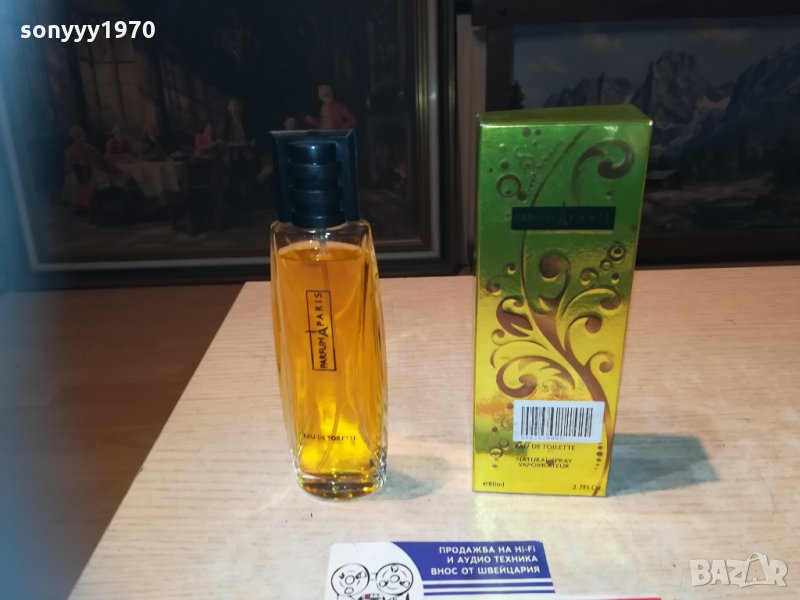 sonyyy1970
PARFUM A PARIS
EAU DE TOILETTE
PARFUM A PARIS
EAU DE TOILETTE
NATURAL SPRAY
VAPORISATEUR
e80ml
2.7Fl.Oz
ПРОДАЖБА НА HI-FI
И АУДИО ТЕХНИКА
ВНОС ОТ ШВЕЙЦАРИЯ
BAZAR